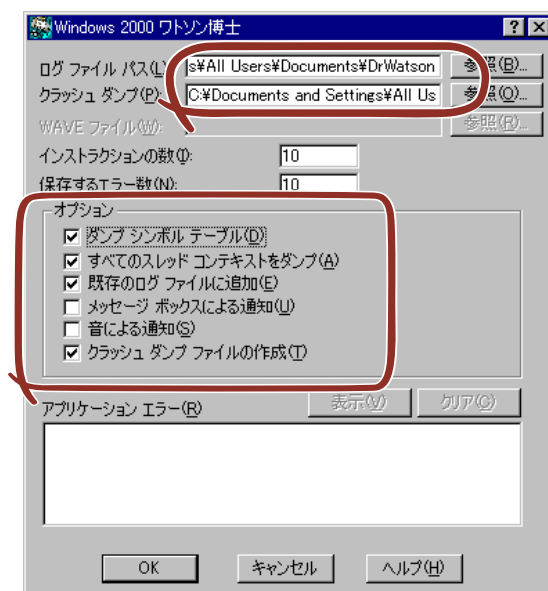 Windows 2000 ワトソン博士
ログ ファイル パス(L) s¥All Users¥Documents¥DrWatson 参照(B)...
クラッシュ ダンプ(P): C:¥Documents and Settings¥All Us 参照(O)...
WAVE ファイル(W): 参照(R)...
インストラクションの数(I): 10
保存するエラー数(N): 10
オプション
ダンプ シンボル テーブル(D)
すべてのスレッド コンテキストをダンプ(A)
既存のログ ファイルに追加(E)
メッセージ ボックスによる通知(U)
音による通知(S)
クラッシュ ダンプ ファイルの作成(T)
アプリケーション エラー(R) 表示(V) クリア(C)
OK キャンセル ヘルプ(H)